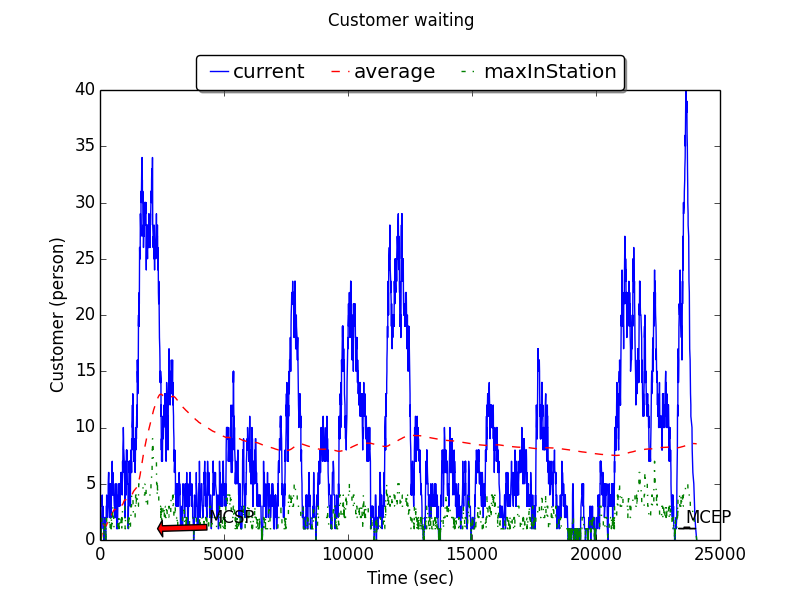 Customer waiting
current average maxInStation
40
35
30
25
20
15
10
5
0
Customer (person)
MCSP
MCEP
0 5000 10000 15000 20000 25000
Time (sec)